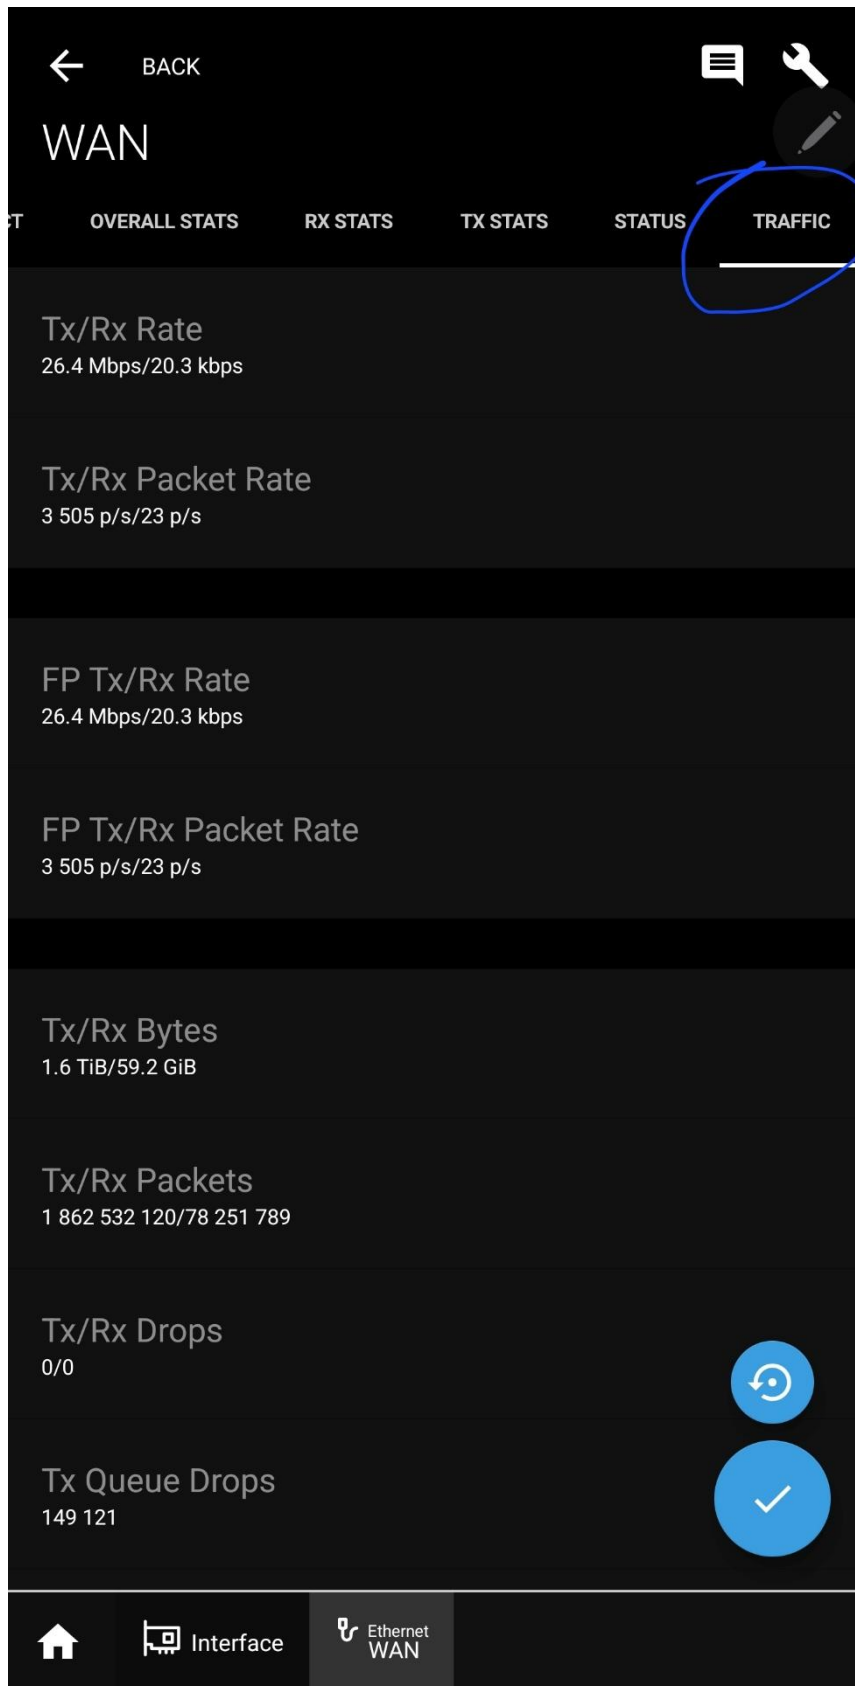 BACK
WAN
CT OVERALL STATS RX STATS TX STATS STATUS TRAFFIC
Tx/Rx Rate
26.4 Mbps/20.3 kbps
Tx/Rx Packet Rate
3 505 p/s/23 p/s
FP Tx/Rx Rate
26.4 Mbps/20.3 kbps
FP Tx/Rx Packet Rate
3 505 p/s/23 p/s
Tx/Rx Bytes
1.6 TiB/59.2 GiB
Tx/Rx Packets
1 862 532 120/78 251 789
Tx/Rx Drops
0/0
Tx Queue Drops
149 121
Interface
Ethernet
WAN